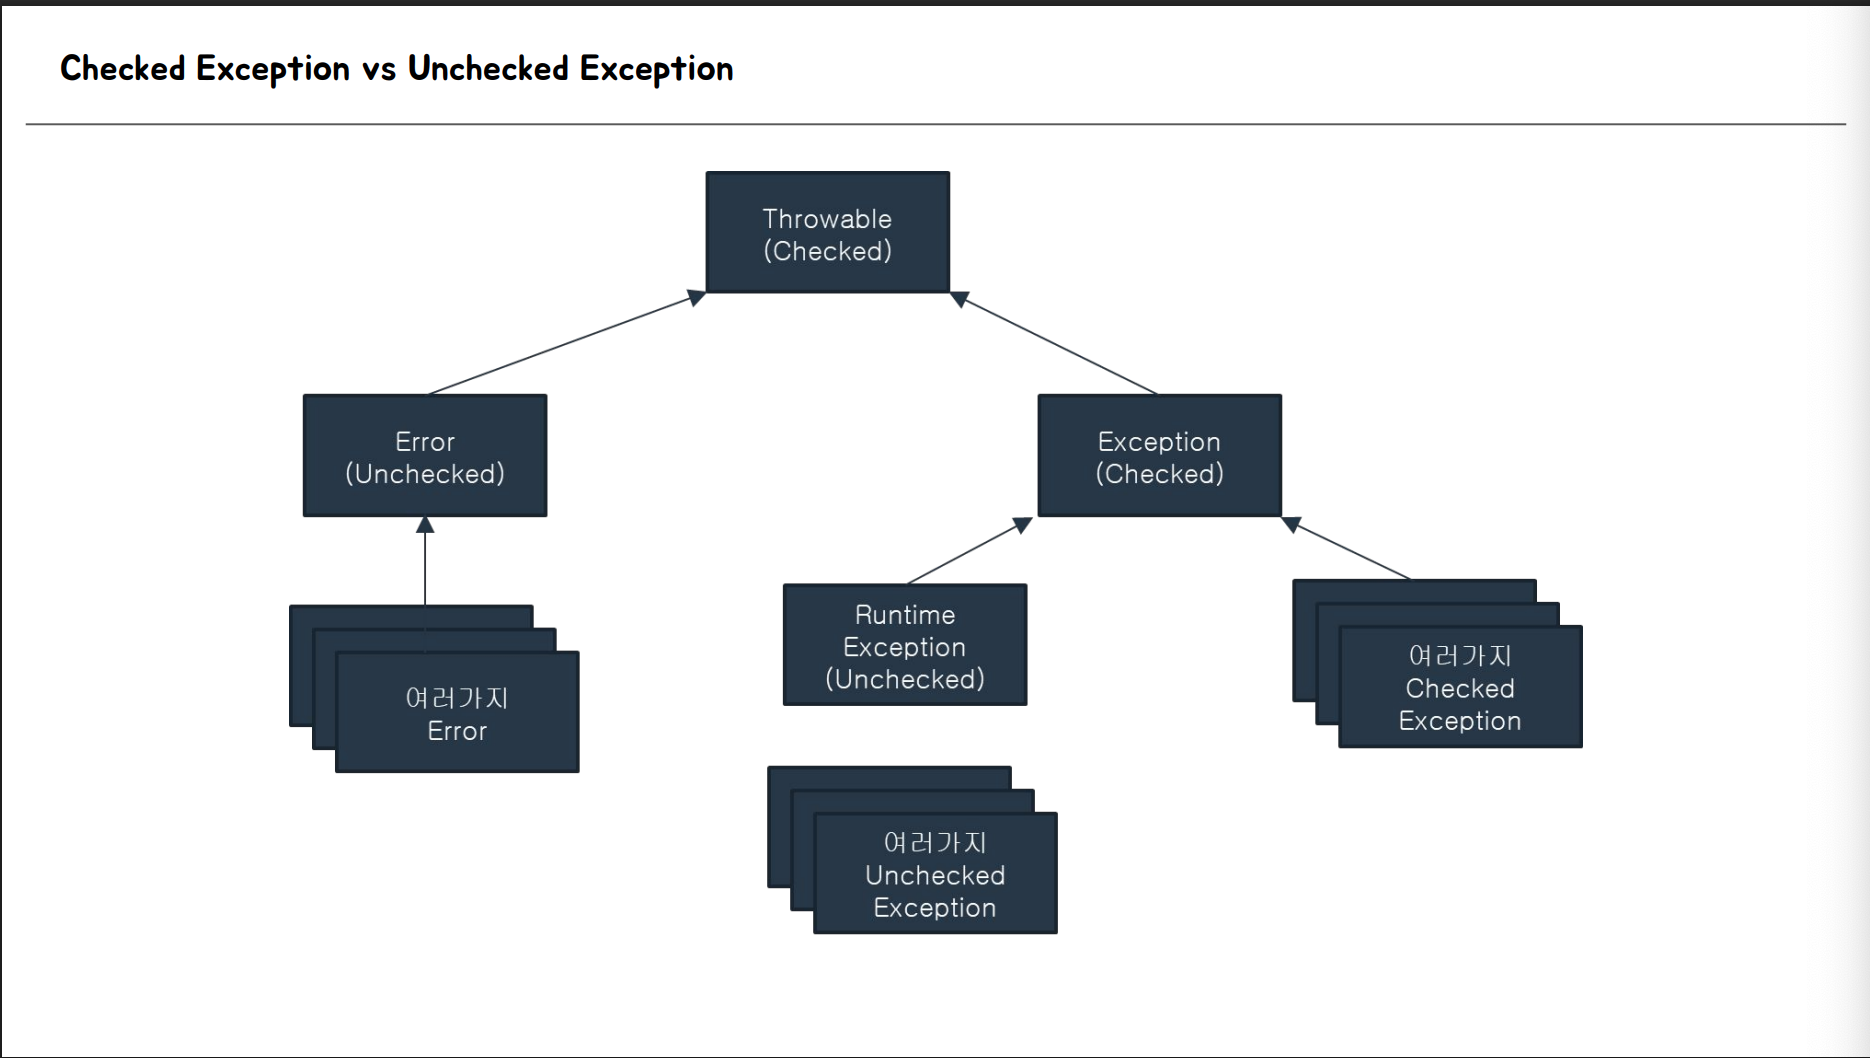 Checked Exception vs Unchecked Exception
Throwable
(Checked)
Error
(Unchecked)
Exception
(Checked)
여러가지
Error
Runtime
Exception
(Unchecked)
여러가지
Checked
Exception
여러가지
Unchecked
Exception